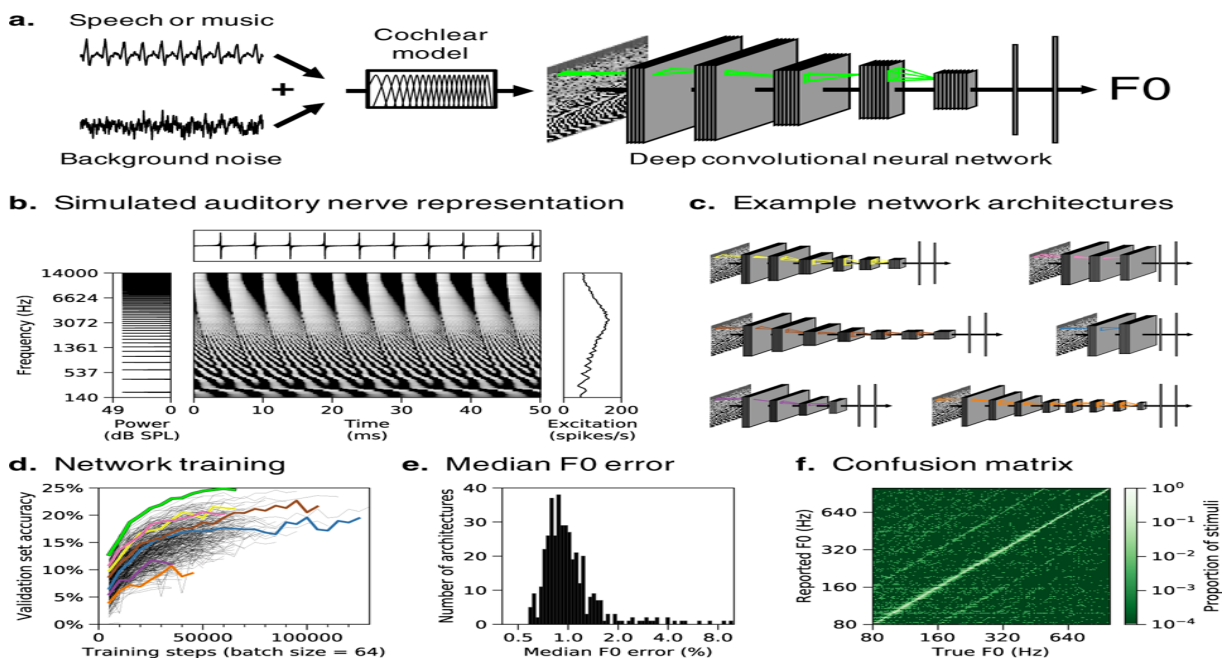 a.
Speech or music
+
Background noise
Cochlear
model
F0
Deep convolutional neural network
b. Simulated auditory nerve representation
14000
6624
3072
1361
537
140
Frequency (Hz)
49 0
Power
(dB SPL)
0 10 20 30 40 50
Time
(ms)
0 200
Excitation
(spikes/s)
c. Example network architectures
d. Network training
25%
20%
15%
10%
5%
0%
Validation set accuracy
0 50000 100000
Training steps (batch size = 64)
e. Median F0 error
40
30
20
10
0
Number of architectures
0.5 1.0 2.0 4.0 8.0
Median F0 error (%)
f. Confusion matrix
640
320
160
80
Reported F0 (Hz)
80 160 320 640
True F0 (Hz)
10⁰
10⁻¹
10⁻²
10⁻³
10⁻⁴
Proportion of stimuli